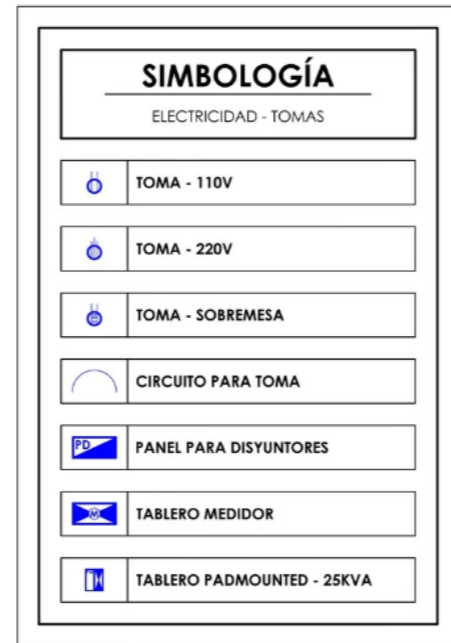 SIMBOLOGÍA
ELECTRICIDAD - TOMAS
TOMA - 110V
TOMA - 220V
TOMA - SOBREMESA
CIRCUITO PARA TOMA
PD
PANEL PARA DISYUNTORES
M
TABLERO MEDIDOR
TABLERO PADMOUNTED - 25KVA